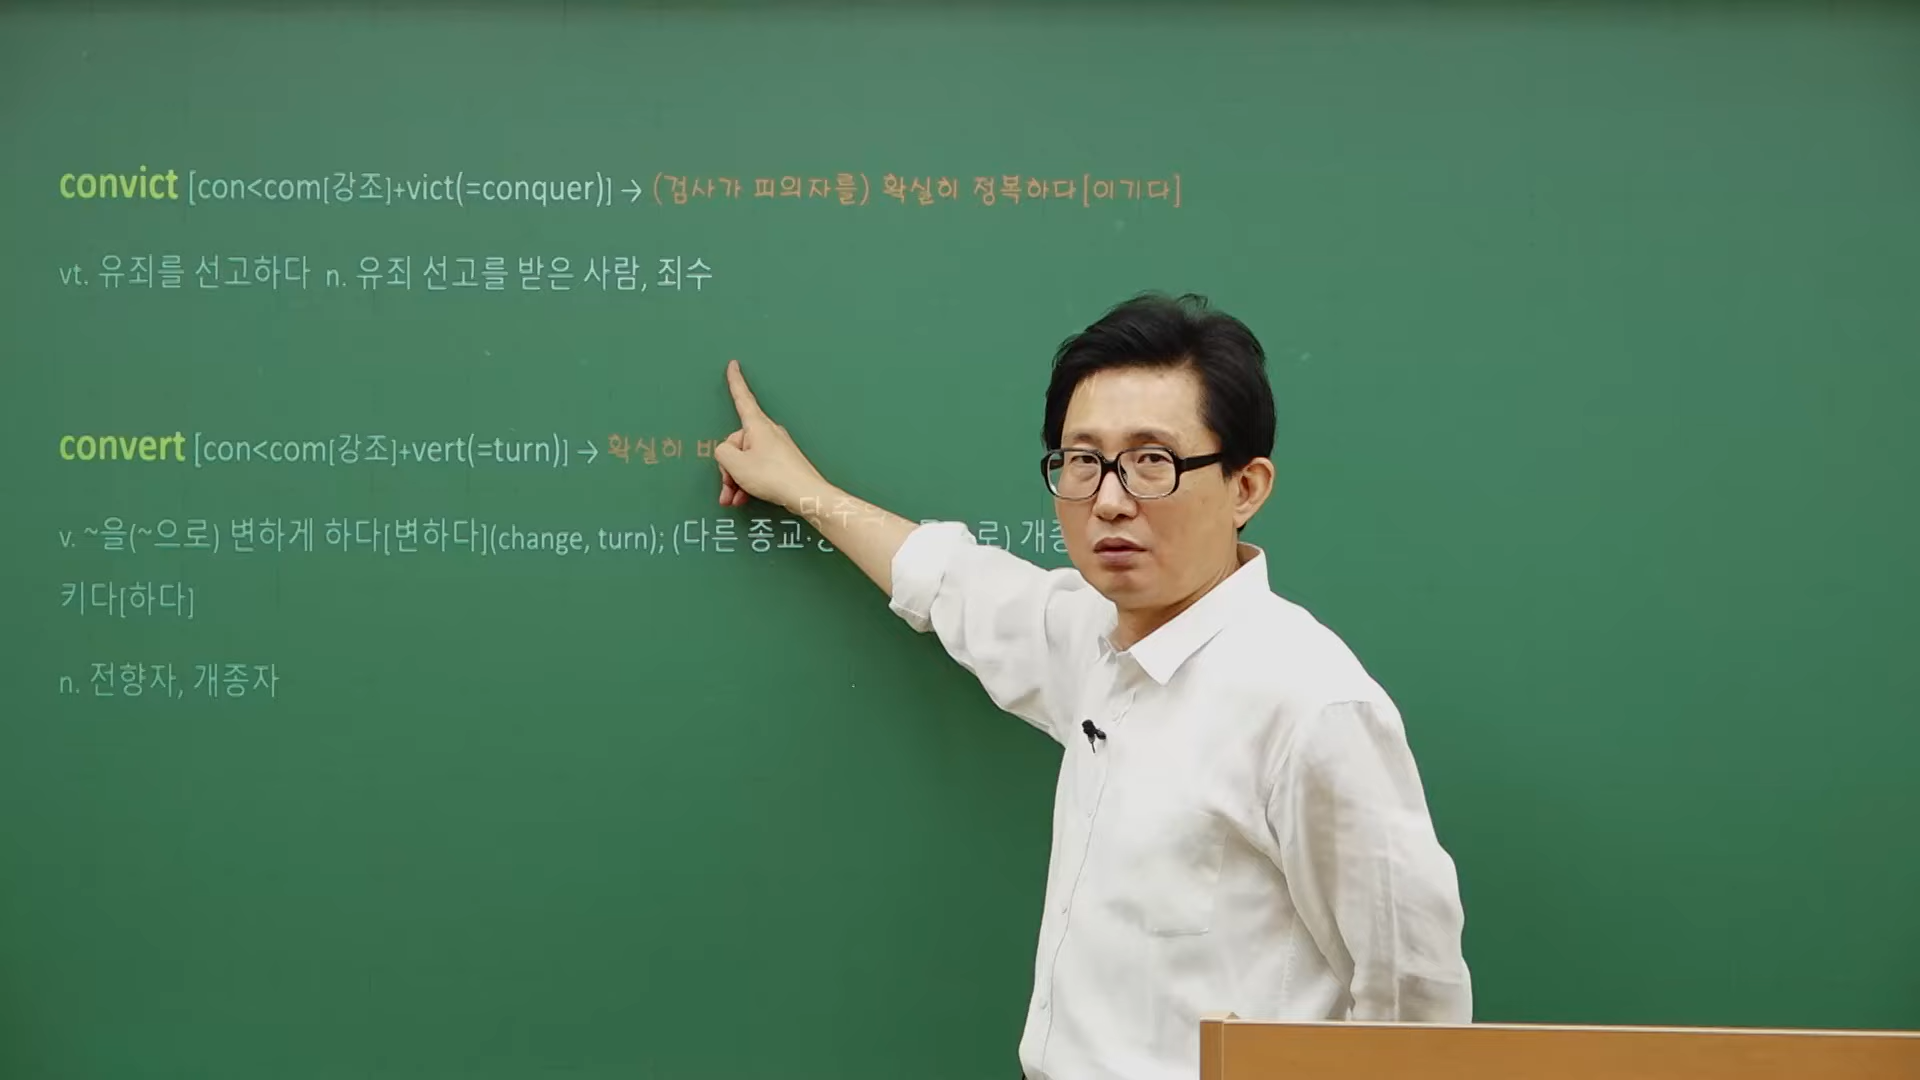 convict [con<com[강조]+vict(=conquer)] → (검사가 피의자를) 확실히 정복하다[이기다]
vt. 유죄를 선고하다 n. 유죄 선고를 받은 사람, 죄수
convert [con<com[강조]+vert(=turn)] → 확실히
v. ~을(~으로) 변하게 하다[변하다](change, turn); (다른 종교·
키다[하다]
n. 전향자, 개종자